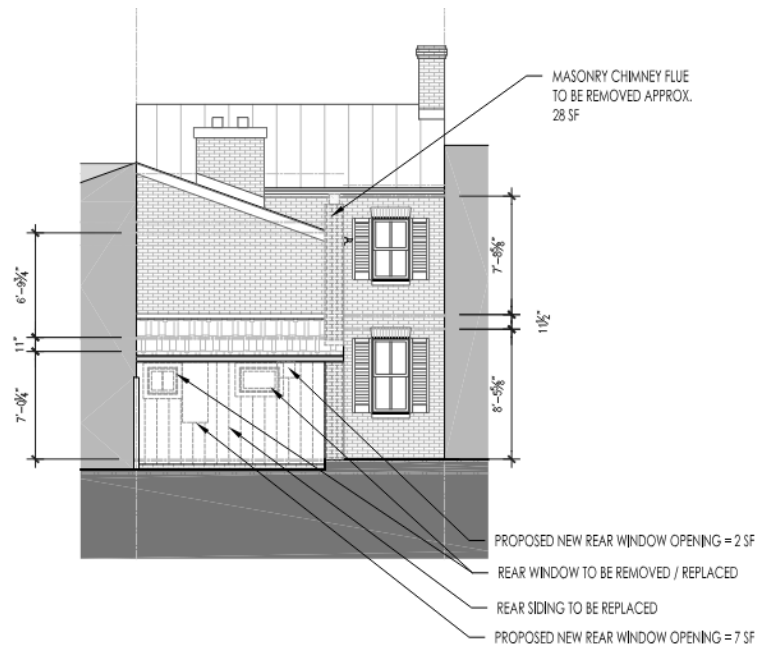 MASONRY CHIMNEY FLUE
TO BE REMOVED APPROX.
28 SF
6'-9¾"
11"
7'-0¼"
7'-8⅝"
11½"
8'-5⅝"
PROPOSED NEW REAR WINDOW OPENING = 2 SF
REAR WINDOW TO BE REMOVED / REPLACED
REAR SIDING TO BE REPLACED
PROPOSED NEW REAR WINDOW OPENING = 7 SF